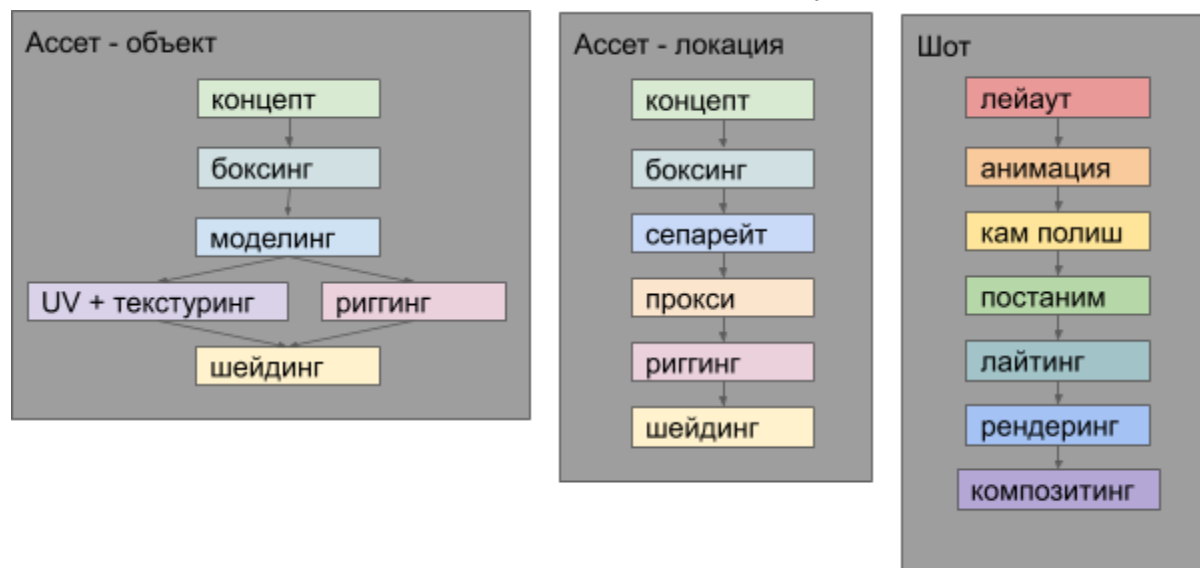 Ассет - объект
концепт
боксинг
моделинг
UV + текстуринг
риггинг
шейдинг
Ассет - локация
концепт
боксинг
сепарейт
прокси
риггинг
шейдинг
Шот
лейаут
анимация
кам полиш
постаним
лайтинг
рендеринг
композитинг